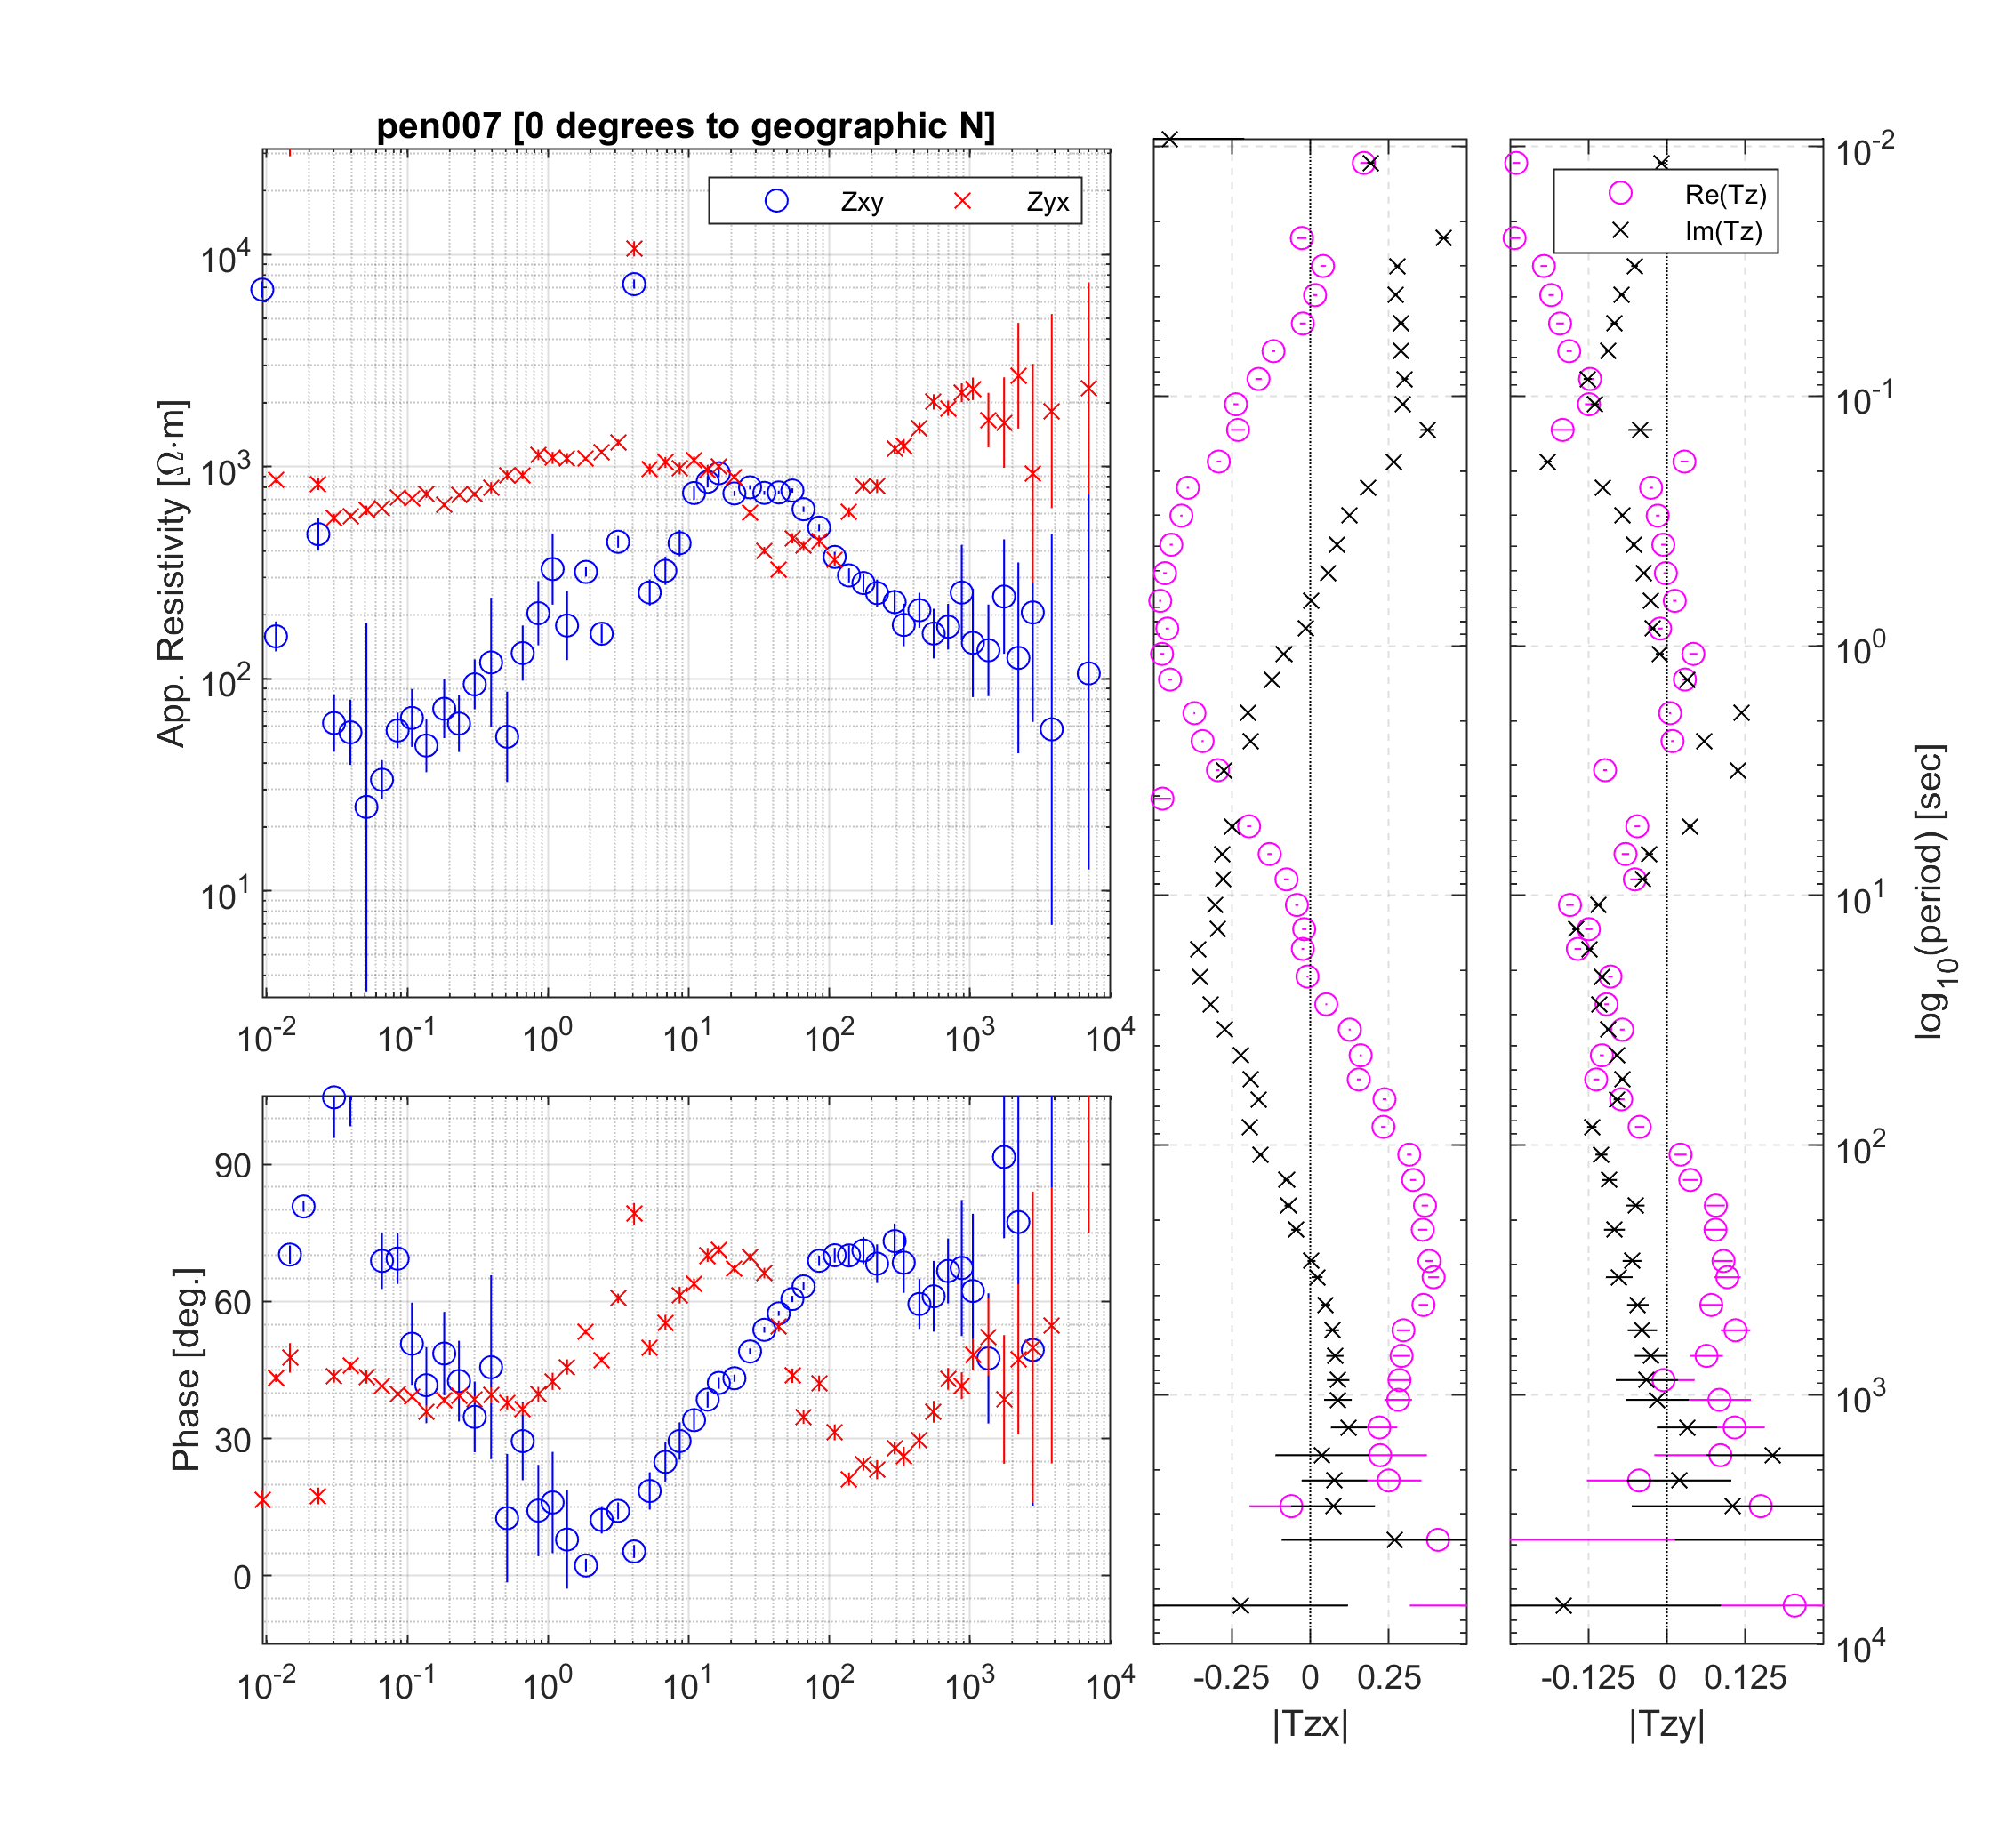 pen007 [0 degrees to geographic N]
Zxy Zyx
App. Resistivity [Ω·m]
10^4
10^3
10^2
10^1
10^-2 10^-1 10^0 10^1 10^2 10^3 10^4
Phase [deg.]
90
60
30
0
10^-2 10^-1 10^0 10^1 10^2 10^3 10^4
-0.25 0 0.25
|Tzx|
Re(Tz)
Im(Tz)
-0.125 0 0.125
|Tzy|
10^-2
10^-1
10^0
10^1
10^2
10^3
10^4
log10(period) [sec]